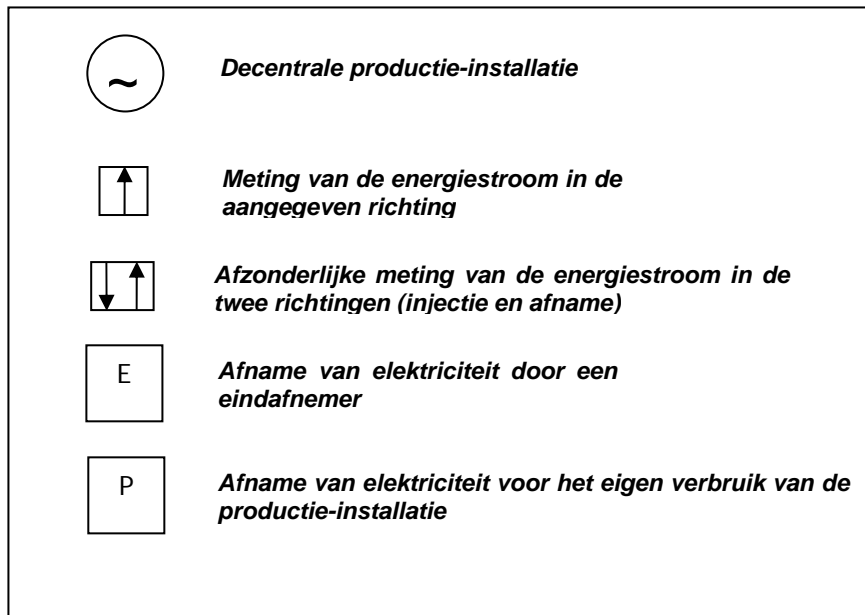 ~ Decentrale productie-installatie
Meting van de energiestroom in de
aangegeven richting
Afzonderlijke meting van de energiestroom in de
twee richtingen (injectie en afname)
E Afname van elektriciteit door een
eindafnemer
P Afname van elektriciteit voor het eigen verbruik van de
productie-installatie